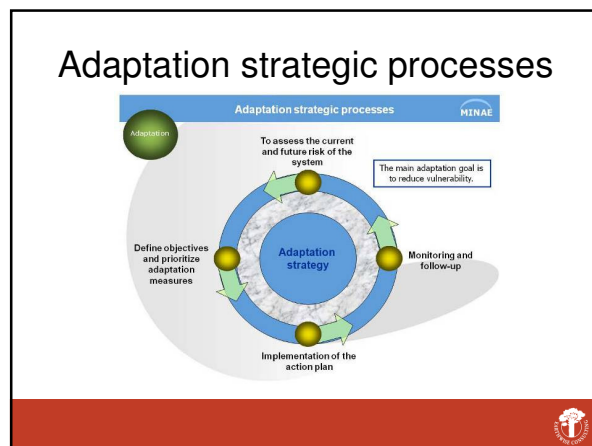 Adaptation strategic processes
Adaptation strategic processes
MINAE
Adaptation
To assess the current
and future risk of the
system
The main adaptation goal is
to reduce vulnerability.
Define objectives
and prioritize
adaptation
measures
Adaptation
strategy
Monitoring and
follow-up
Implementation of the
action plan